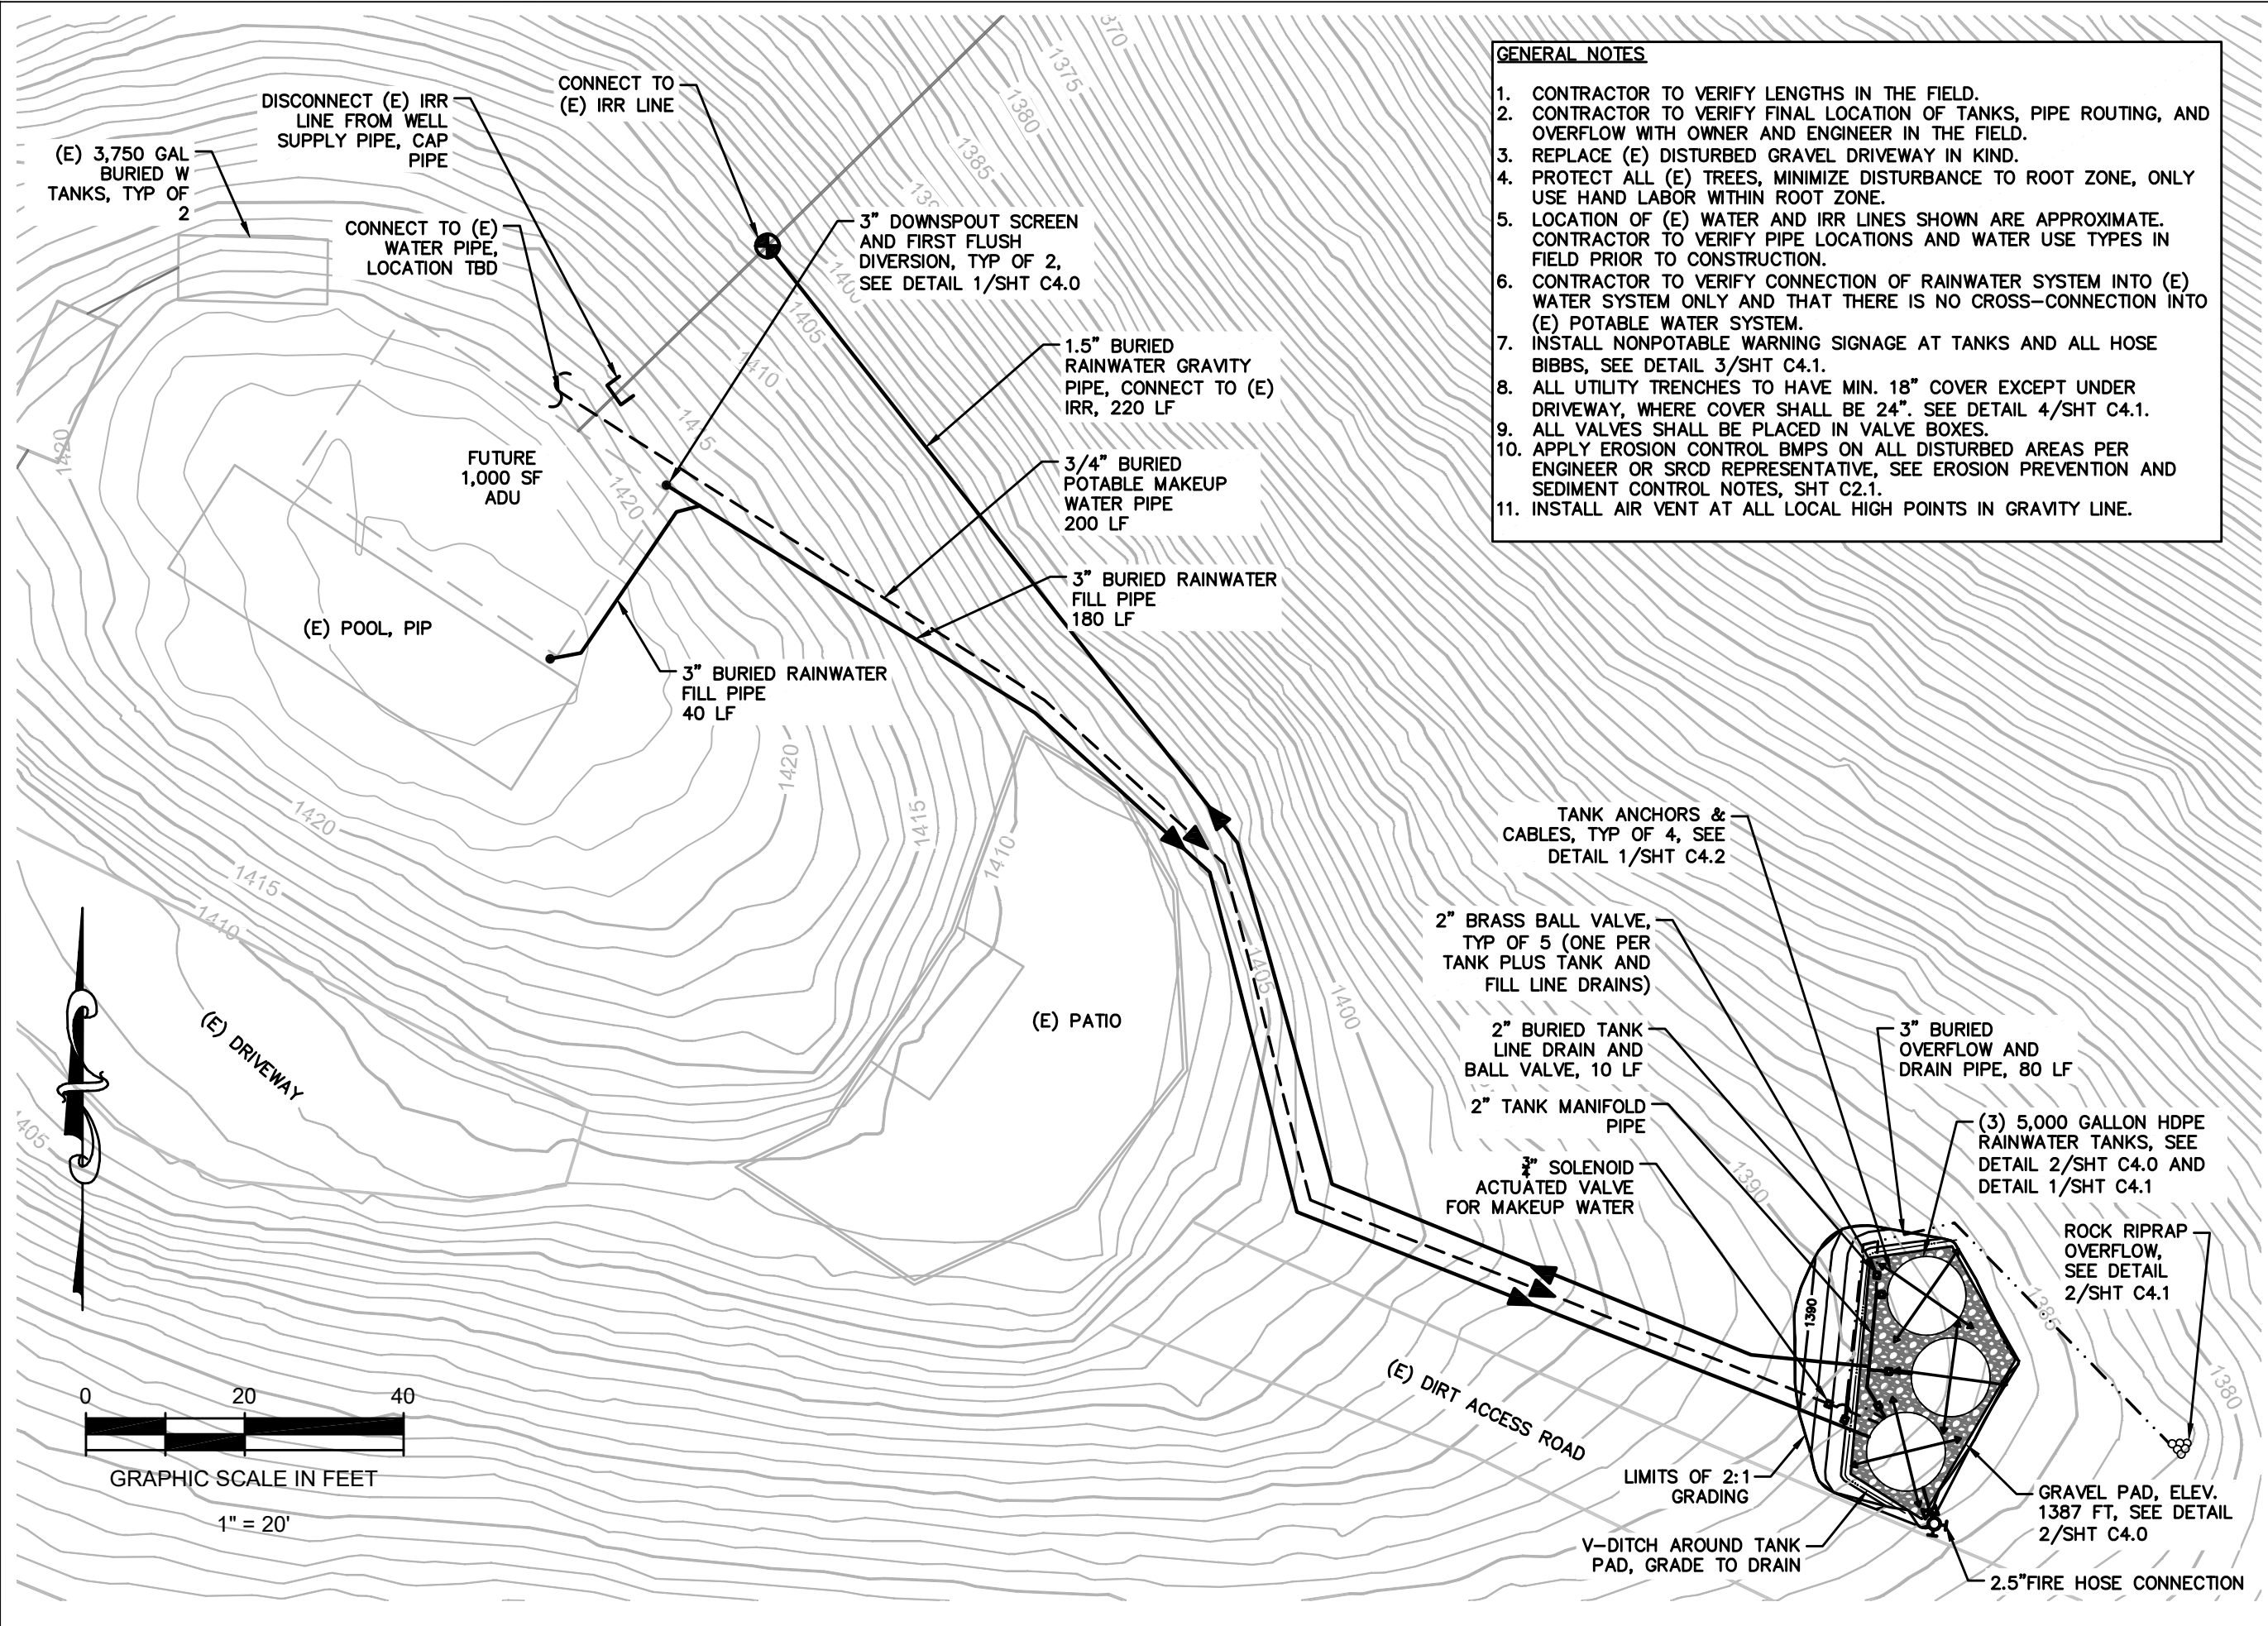 GENERAL NOTES
1. CONTRACTOR TO VERIFY LENGTHS IN THE FIELD.
2. CONTRACTOR TO VERIFY FINAL LOCATION OF TANKS, PIPE ROUTING, AND
OVERFLOW WITH OWNER AND ENGINEER IN THE FIELD.
3. REPLACE (E) DISTURBED GRAVEL DRIVEWAY IN KIND.
4. PROTECT ALL (E) TREES, MINIMIZE DISTURBANCE TO ROOT ZONE, ONLY
USE HAND LABOR WITHIN ROOT ZONE.
5. LOCATION OF (E) WATER AND IRR LINES SHOWN ARE APPROXIMATE.
CONTRACTOR TO VERIFY PIPE LOCATIONS AND WATER USE TYPES IN
FIELD PRIOR TO CONSTRUCTION.
6. CONTRACTOR TO VERIFY CONNECTION OF RAINWATER SYSTEM INTO (E)
WATER SYSTEM ONLY AND THAT THERE IS NO CROSS-CONNECTION INTO
(E) POTABLE WATER SYSTEM.
7. INSTALL NONPOTABLE WARNING SIGNAGE AT TANKS AND ALL HOSE
BIBBS, SEE DETAIL 3/SHT C4.1.
8. ALL UTILITY TRENCHES TO HAVE MIN. 18" COVER EXCEPT UNDER
DRIVEWAY, WHERE COVER SHALL BE 24". SEE DETAIL 4/SHT C4.1.
9. ALL VALVES SHALL BE PLACED IN VALVE BOXES.
10. APPLY EROSION CONTROL BMPS ON ALL DISTURBED AREAS PER
ENGINEER OR SRCD REPRESENTATIVE, SEE EROSION PREVENTION AND
SEDIMENT CONTROL NOTES, SHT C2.1.
11. INSTALL AIR VENT AT ALL LOCAL HIGH POINTS IN GRAVITY LINE.
CONNECT TO
(E) IRR LINE
DISCONNECT (E) IRR
LINE FROM WELL
SUPPLY PIPE, CAP
PIPE
(E) 3,750 GAL
BURIED W
TANKS, TYP OF
2
CONNECT TO (E)
WATER PIPE,
LOCATION TBD
3" DOWNSPOUT SCREEN
AND FIRST FLUSH
DIVERSION, TYP OF 2,
SEE DETAIL 1/SHT C4.0
1.5" BURIED
RAINWATER GRAVITY
PIPE, CONNECT TO (E)
IRR, 220 LF
3/4" BURIED
POTABLE MAKEUP
WATER PIPE
200 LF
3" BURIED RAINWATER
FILL PIPE
180 LF
3" BURIED RAINWATER
FILL PIPE
40 LF
FUTURE
1,000 SF
ADU
(E) POOL, PIP
(E) PATIO
(E) DRIVEWAY
(E) DIRT ACCESS ROAD
TANK ANCHORS &
CABLES, TYP OF 4, SEE
DETAIL 1/SHT C4.2
2" BRASS BALL VALVE,
TYP OF 5 (ONE PER
TANK PLUS TANK AND
FILL LINE DRAINS)
2" BURIED TANK
LINE DRAIN AND
BALL VALVE, 10 LF
2" TANK MANIFOLD
PIPE
3/4" SOLENOID
ACTUATED VALVE
FOR MAKEUP WATER
3" BURIED
OVERFLOW AND
DRAIN PIPE, 80 LF
(3) 5,000 GALLON HDPE
RAINWATER TANKS, SEE
DETAIL 2/SHT C4.0 AND
DETAIL 1/SHT C4.1
ROCK RIPRAP
OVERFLOW,
SEE DETAIL
2/SHT C4.1
LIMITS OF 2:1
GRADING
V-DITCH AROUND TANK
PAD, GRADE TO DRAIN
GRAVEL PAD, ELEV.
1387 FT, SEE DETAIL
2/SHT C4.0
2.5"FIRE HOSE CONNECTION
1375
1380
1385
1405
1410
1420
1420
1420
1420
1415
1410
1415
1410
1405
1400
1390
1390
1385
1380
0 20 40
GRAPHIC SCALE IN FEET
1" = 20'